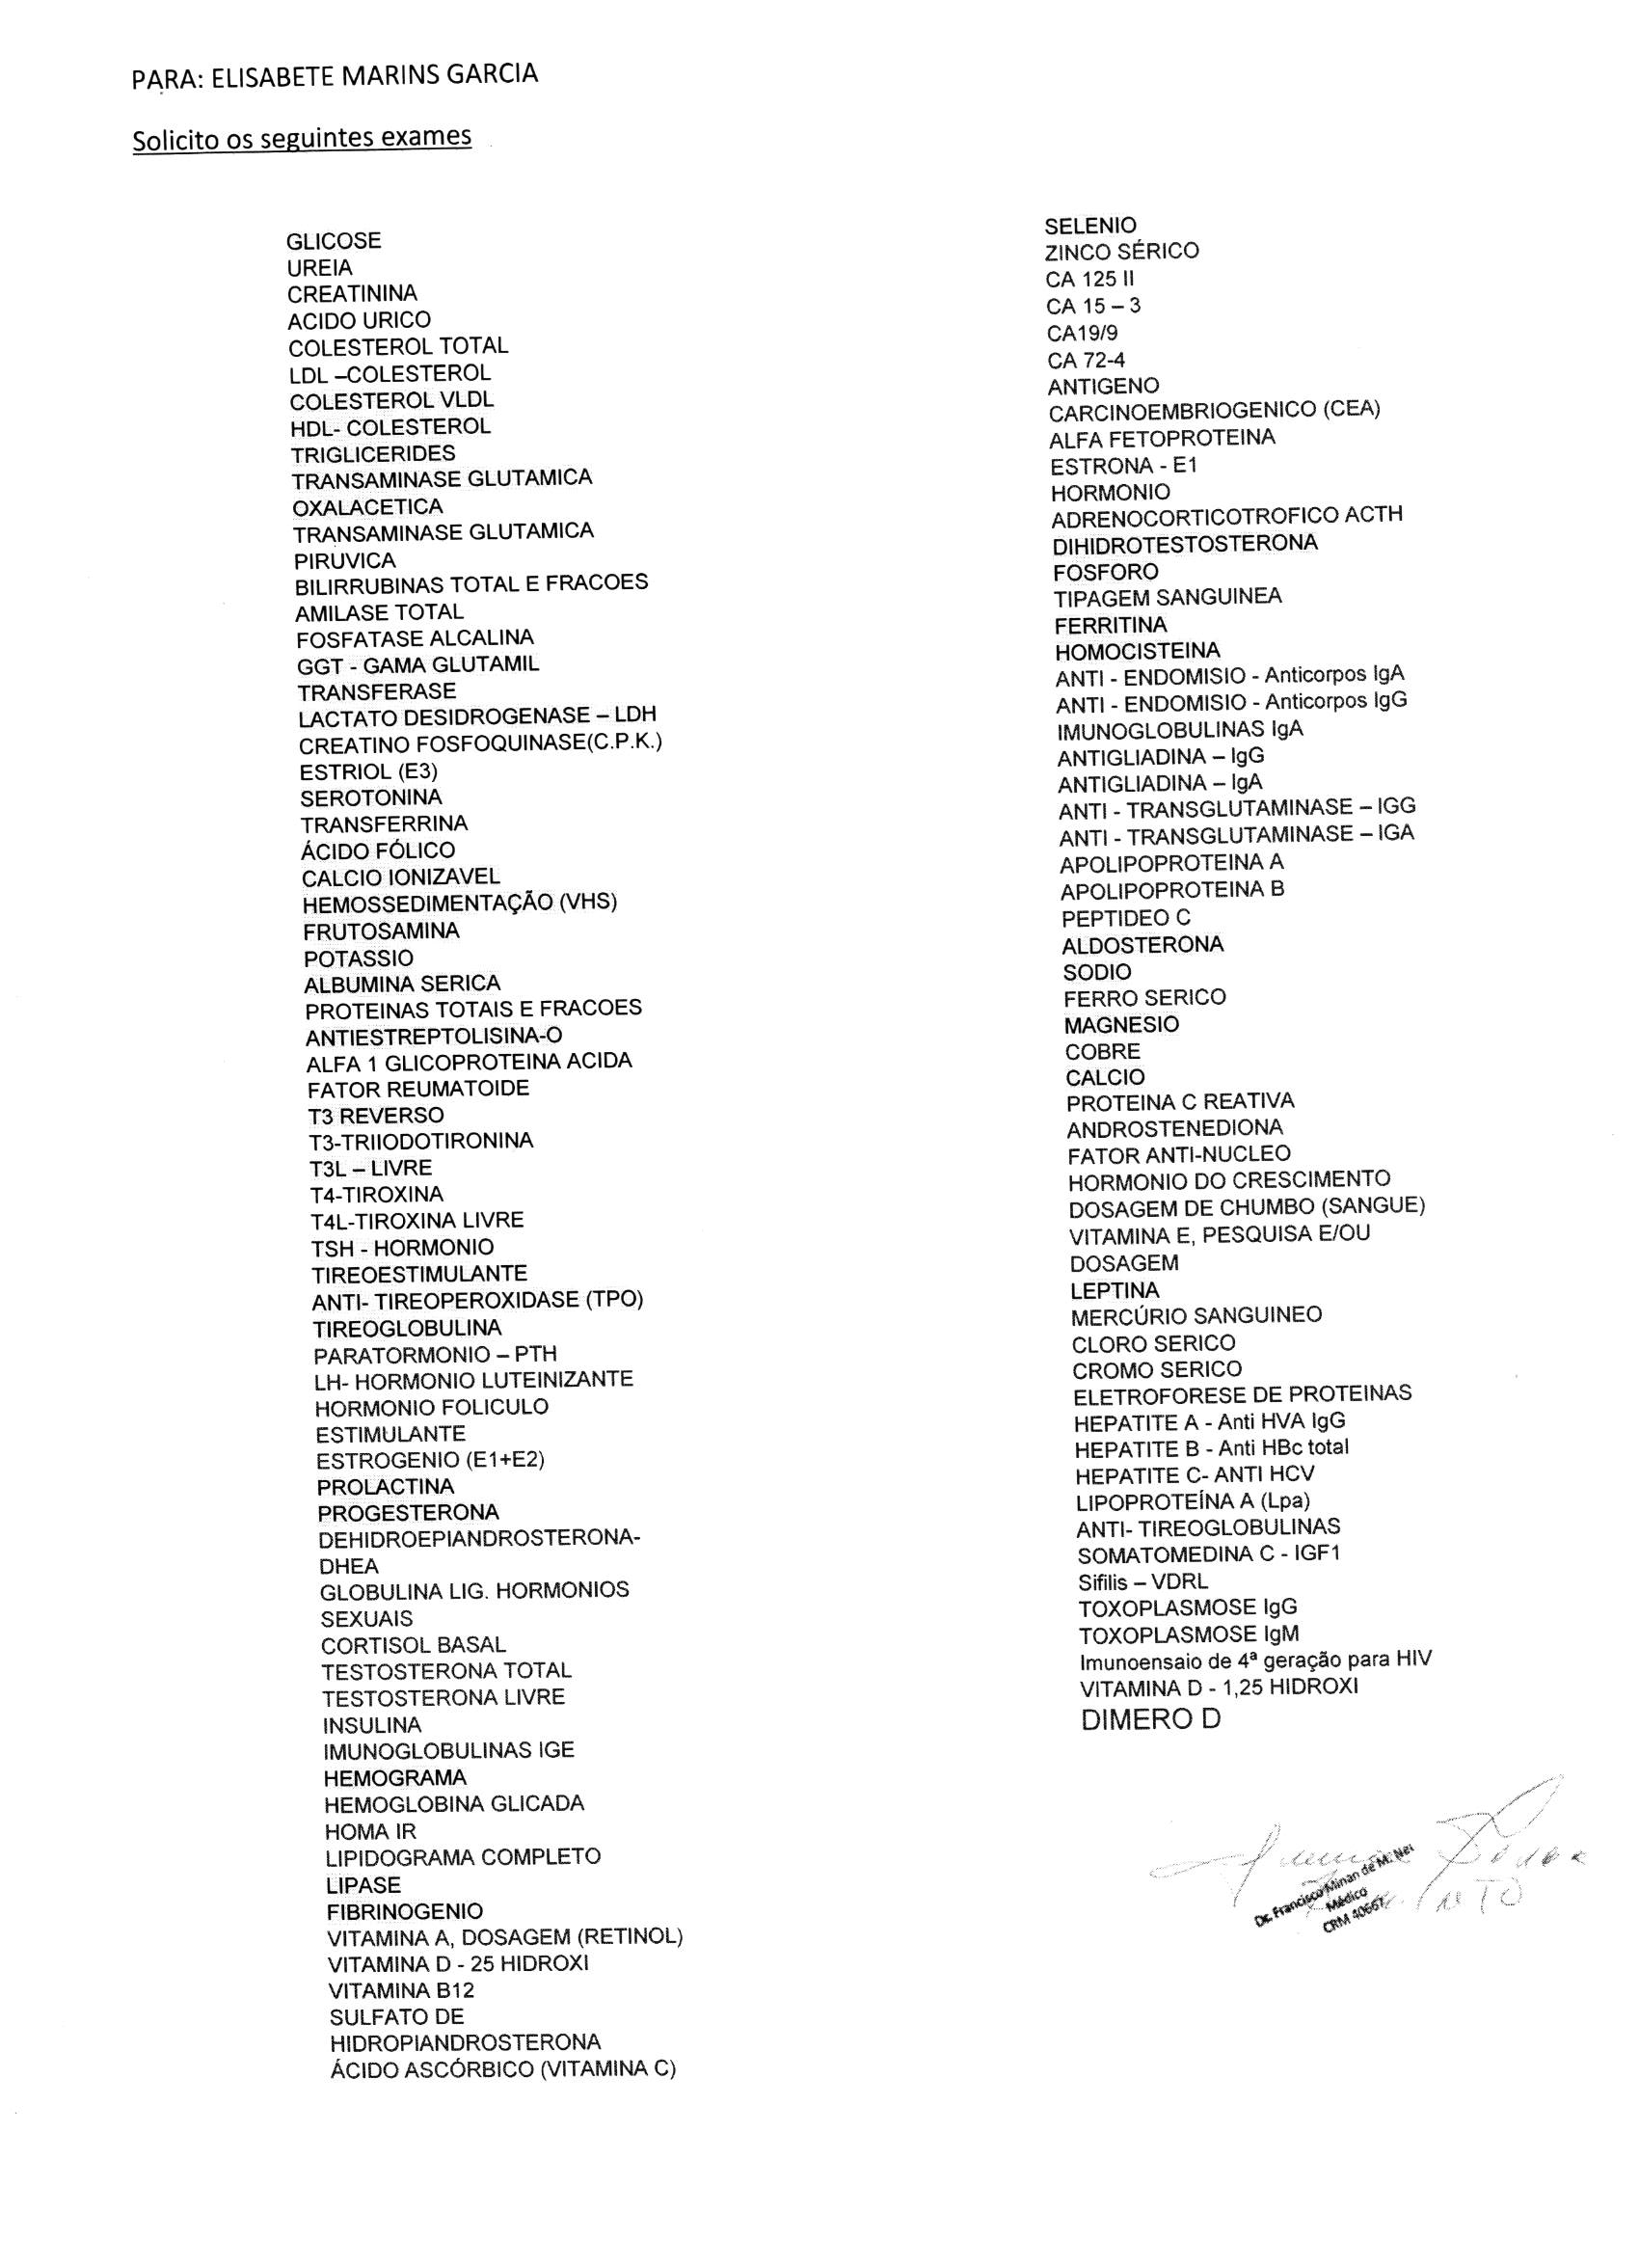 PARA: ELISABETE MARINS GARCIA
Solicito os seguintes exames
GLICOSE
UREIA
CREATININA
ACIDO URICO
COLESTEROL TOTAL
LDL –COLESTEROL
COLESTEROL VLDL
HDL- COLESTEROL
TRIGLICERIDES
TRANSAMINASE GLUTAMICA
OXALACETICA
TRANSAMINASE GLUTAMICA
PIRUVICA
BILIRRUBINAS TOTAL E FRACOES
AMILASE TOTAL
FOSFATASE ALCALINA
GGT - GAMA GLUTAMIL
TRANSFERASE
LACTATO DESIDROGENASE – LDH
CREATINO FOSFOQUINASE(C.P.K.)
ESTRIOL (E3)
SEROTONINA
TRANSFERRINA
ÁCIDO FÓLICO
CALCIO IONIZAVEL
HEMOSSEDIMENTAÇÃO (VHS)
FRUTOSAMINA
POTASSIO
ALBUMINA SERICA
PROTEINAS TOTAIS E FRACOES
ANTIESTREPTOLISINA-O
ALFA 1 GLICOPROTEINA ACIDA
FATOR REUMATOIDE
T3 REVERSO
T3-TRIIODOTIRONINA
T3L – LIVRE
T4-TIROXINA
T4L-TIROXINA LIVRE
TSH - HORMONIO
TIREOESTIMULANTE
ANTI- TIREOPEROXIDASE (TPO)
TIREOGLOBULINA
PARATORMONIO – PTH
LH- HORMONIO LUTEINIZANTE
HORMONIO FOLICULO
ESTIMULANTE
ESTROGENIO (E1+E2)
PROLACTINA
PROGESTERONA
DEHIDROEPIANDROSTERONA-
DHEA
GLOBULINA LIG. HORMONIOS
SEXUAIS
CORTISOL BASAL
TESTOSTERONA TOTAL
TESTOSTERONA LIVRE
INSULINA
IMUNOGLOBULINAS IGE
HEMOGRAMA
HEMOGLOBINA GLICADA
HOMA IR
LIPIDOGRAMA COMPLETO
LIPASE
FIBRINOGENIO
VITAMINA A, DOSAGEM (RETINOL)
VITAMINA D - 25 HIDROXI
VITAMINA B12
SULFATO DE
HIDROPIANDROSTERONA
ÁCIDO ASCÓRBICO (VITAMINA C)
SELENIO
ZINCO SÉRICO
CA 125 II
CA 15 – 3
CA19/9
CA 72-4
ANTIGENO
CARCINOEMBRIOGENICO (CEA)
ALFA FETOPROTEINA
ESTRONA - E1
HORMONIO
ADRENOCORTICOTROFICO ACTH
DIHIDROTESTOSTERONA
FOSFORO
TIPAGEM SANGUINEA
FERRITINA
HOMOCISTEINA
ANTI - ENDOMISIO - Anticorpos IgA
ANTI - ENDOMISIO - Anticorpos IgG
IMUNOGLOBULINAS IgA
ANTIGLIADINA – IgG
ANTIGLIADINA – IgA
ANTI - TRANSGLUTAMINASE – IGG
ANTI - TRANSGLUTAMINASE – IGA
APOLIPOPROTEINA A
APOLIPOPROTEINA B
PEPTIDEO C
ALDOSTERONA
SODIO
FERRO SERICO
MAGNESIO
COBRE
CALCIO
PROTEINA C REATIVA
ANDROSTENEDIONA
FATOR ANTI-NUCLEO
HORMONIO DO CRESCIMENTO
DOSAGEM DE CHUMBO (SANGUE)
VITAMINA E, PESQUISA E/OU
DOSAGEM
LEPTINA
MERCÚRIO SANGUINEO
CLORO SERICO
CROMO SERICO
ELETROFORESE DE PROTEINAS
HEPATITE A - Anti HVA IgG
HEPATITE B - Anti HBc total
HEPATITE C- ANTI HCV
LIPOPROTEÍNA A (Lpa)
ANTI- TIREOGLOBULINAS
SOMATOMEDINA C - IGF1
Sifilis – VDRL
TOXOPLASMOSE IgG
TOXOPLASMOSE IgM
Imunoensaio de 4ª geração para HIV
VITAMINA D - 1,25 HIDROXI
DIMERO D
Dr. Francisco Minan de M. Nei
Médico
CRM 40667